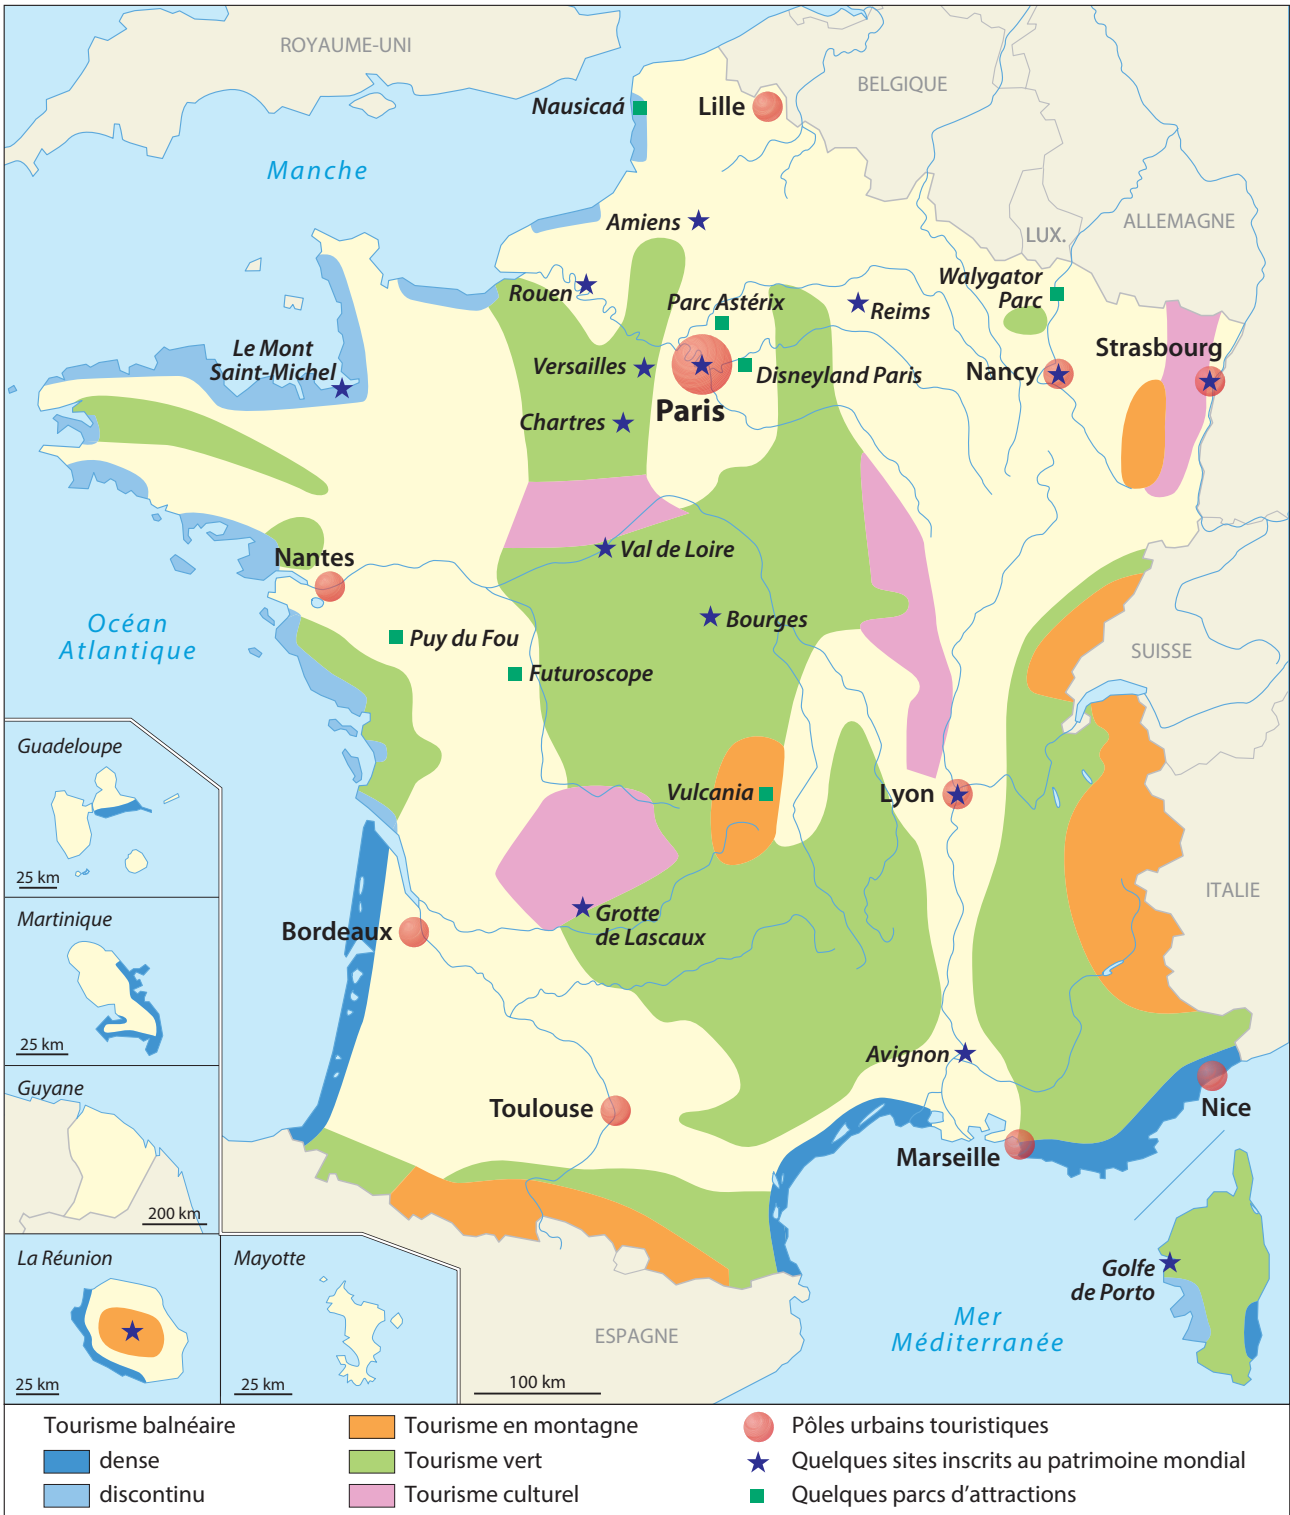 ROYAUME-UNI
BELGIQUE
Nausicaá
Lille
Manche
ALLEMAGNE
Amiens
LUX.
Walygator
Parc
Rouen
Parc Astérix
Reims
Le Mont
Saint-Michel
Versailles
Disneyland Paris
Nancy
Strasbourg
Paris
Chartres
Nantes
Val de Loire
Océan
Atlantique
Bourges
Puy du Fou
SUISSE
Futuroscope
Guadeloupe
25 km
Vulcania
Lyon
ITALIE
Martinique
25 km
Bordeaux
Grotte
de Lascaux
Avignon
Guyane
200 km
Toulouse
Nice
Marseille
La Réunion
25 km
Mayotte
25 km
Golfe
de Porto
Mer
Méditerranée
ESPAGNE
100 km
Tourisme balnéaire
dense
discontinu
Tourisme en montagne
Tourisme vert
Tourisme culturel
Pôles urbains touristiques
Quelques sites inscrits au patrimoine mondial
Quelques parcs d'attractions